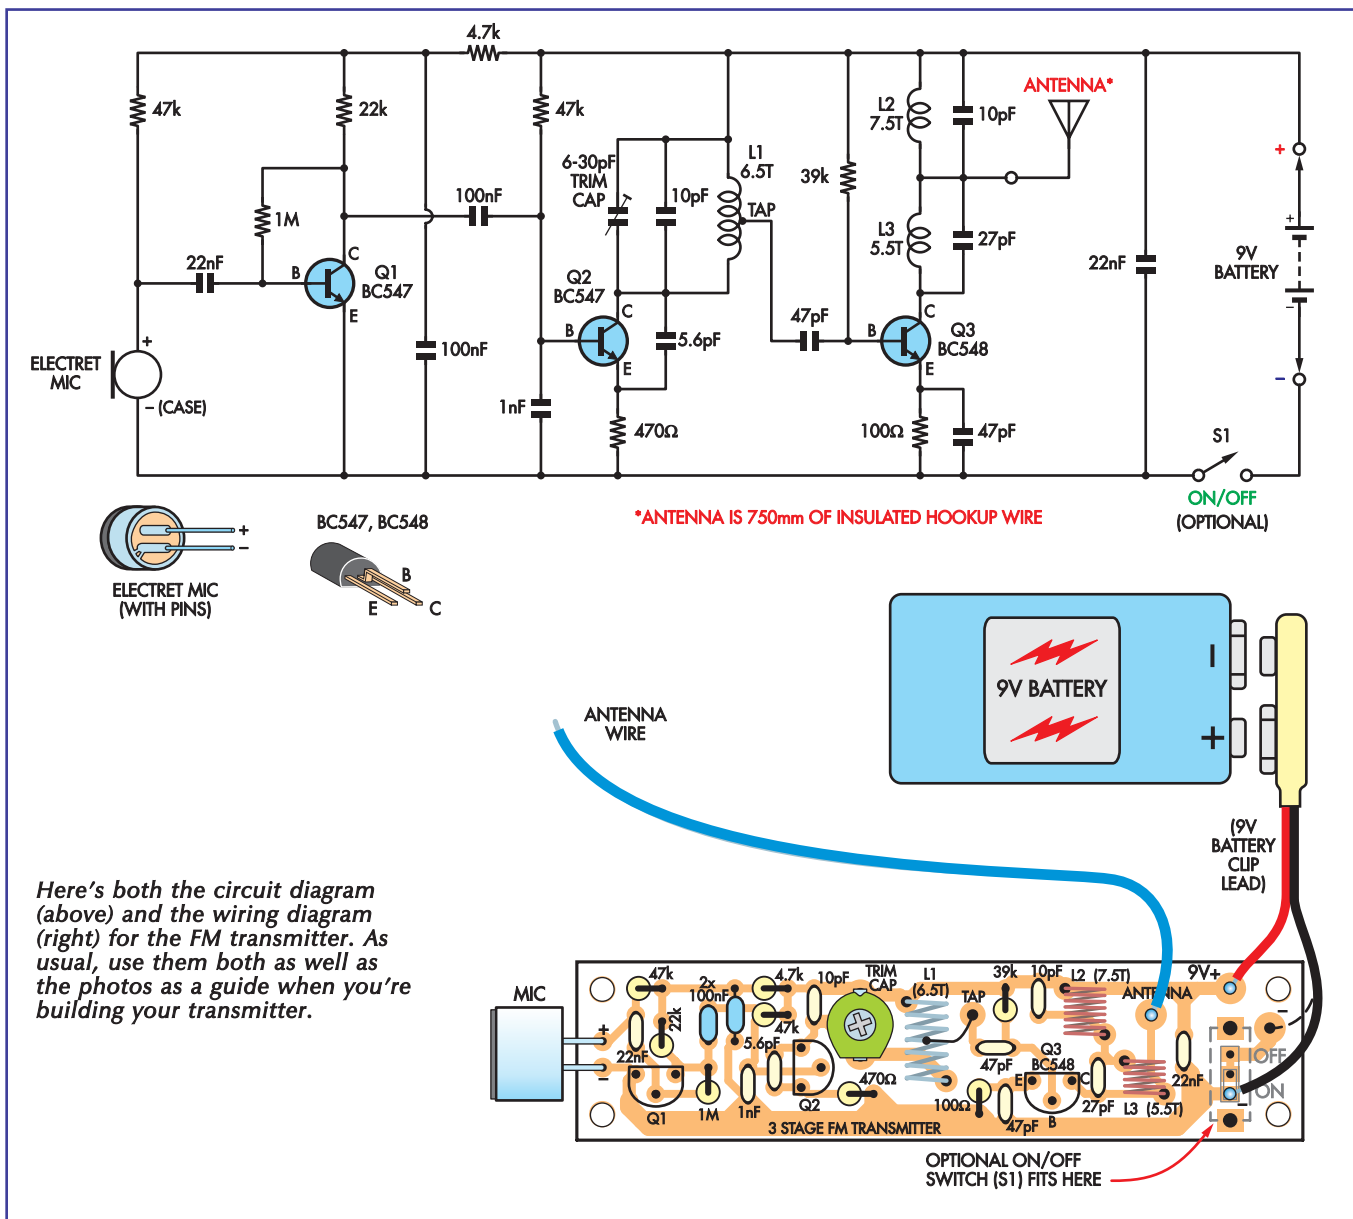 4.7k
47k
22k
47k
L2
7.5T
10pF
ANTENNA*
6-30pF
TRIM
CAP
10pF
L1
6.5T
TAP
39k
+
100nF
1M
L3
5.5T
27pF
22nF
B
C
E
Q1
BC547
Q2
BC547
B
C
E
5.6pF
47pF
B
C
E
Q3
BC548
22nF
+
9V
BATTERY
–
–
ELECTRET
MIC
+
– (CASE)
100nF
1nF
470Ω
100Ω
47pF
S1
ON/OFF
(OPTIONAL)
*ANTENNA IS 750mm OF INSULATED HOOKUP WIRE
+
–
ELECTRET MIC
(WITH PINS)
BC547, BC548
B
E
C
9V BATTERY
–
+
ANTENNA
WIRE
(9V
BATTERY
CLIP
LEAD)
Here's both the circuit diagram
(above) and the wiring diagram
(right) for the FM transmitter. As
usual, use them both as well as
the photos as a guide when you're
building your transmitter.
MIC
+
–
47k
2x
100nF
4.7k
10pF
TRIM
CAP
L1
(6.5T)
TAP
39k
10pF
L2 (7.5T)
9V+
ANTENNA
–
22k
47k
5.6pF
22nF
Q1
1M
1nF
Q2
470Ω
47pF
Q3
BC548
E
C
B
100Ω
47pF
27pF
L3 (5.5T)
22nF
OFF
ON
–
3 STAGE FM TRANSMITTER
OPTIONAL ON/OFF
SWITCH (S1) FITS HERE